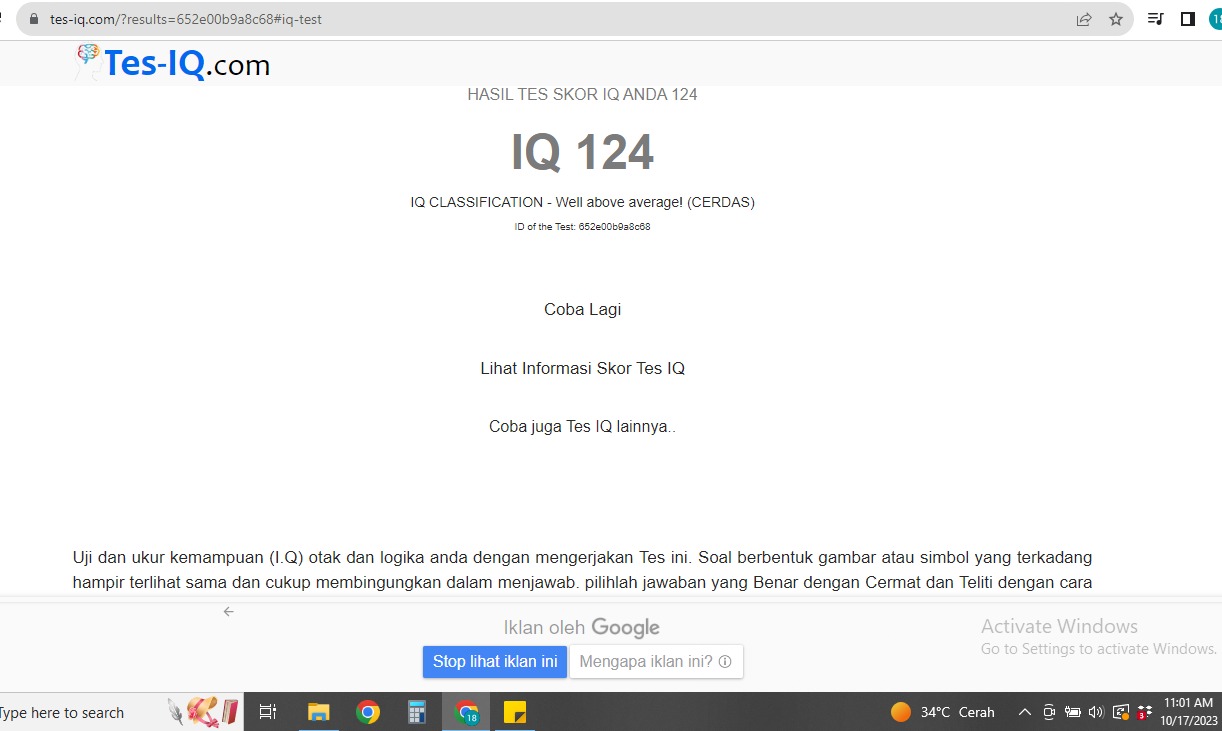 tes-iq.com/?results=652e00b9a8c68#iq-test
Tes-IQ.com
HASIL TES SKOR IQ ANDA 124
IQ 124
IQ CLASSIFICATION - Well above average! (CERDAS)
ID of the Test: 652e00b9a8c68
Coba Lagi
Lihat Informasi Skor Tes IQ
Coba juga Tes IQ lainnya..
Uji dan ukur kemampuan (I.Q) otak dan logika anda dengan mengerjakan Tes ini. Soal berbentuk gambar atau simbol yang terkadang
hampir terlihat sama dan cukup membingungkan dalam menjawab. pilihlah jawaban yang Benar dengan Cermat dan Teliti dengan cara
Iklan oleh Google
Stop lihat iklan ini
Mengapa iklan ini?
Activate Windows
Go to Settings to activate Windows.
Type here to search
18
34°C Cerah
3
11:01 AM
10/17/2023